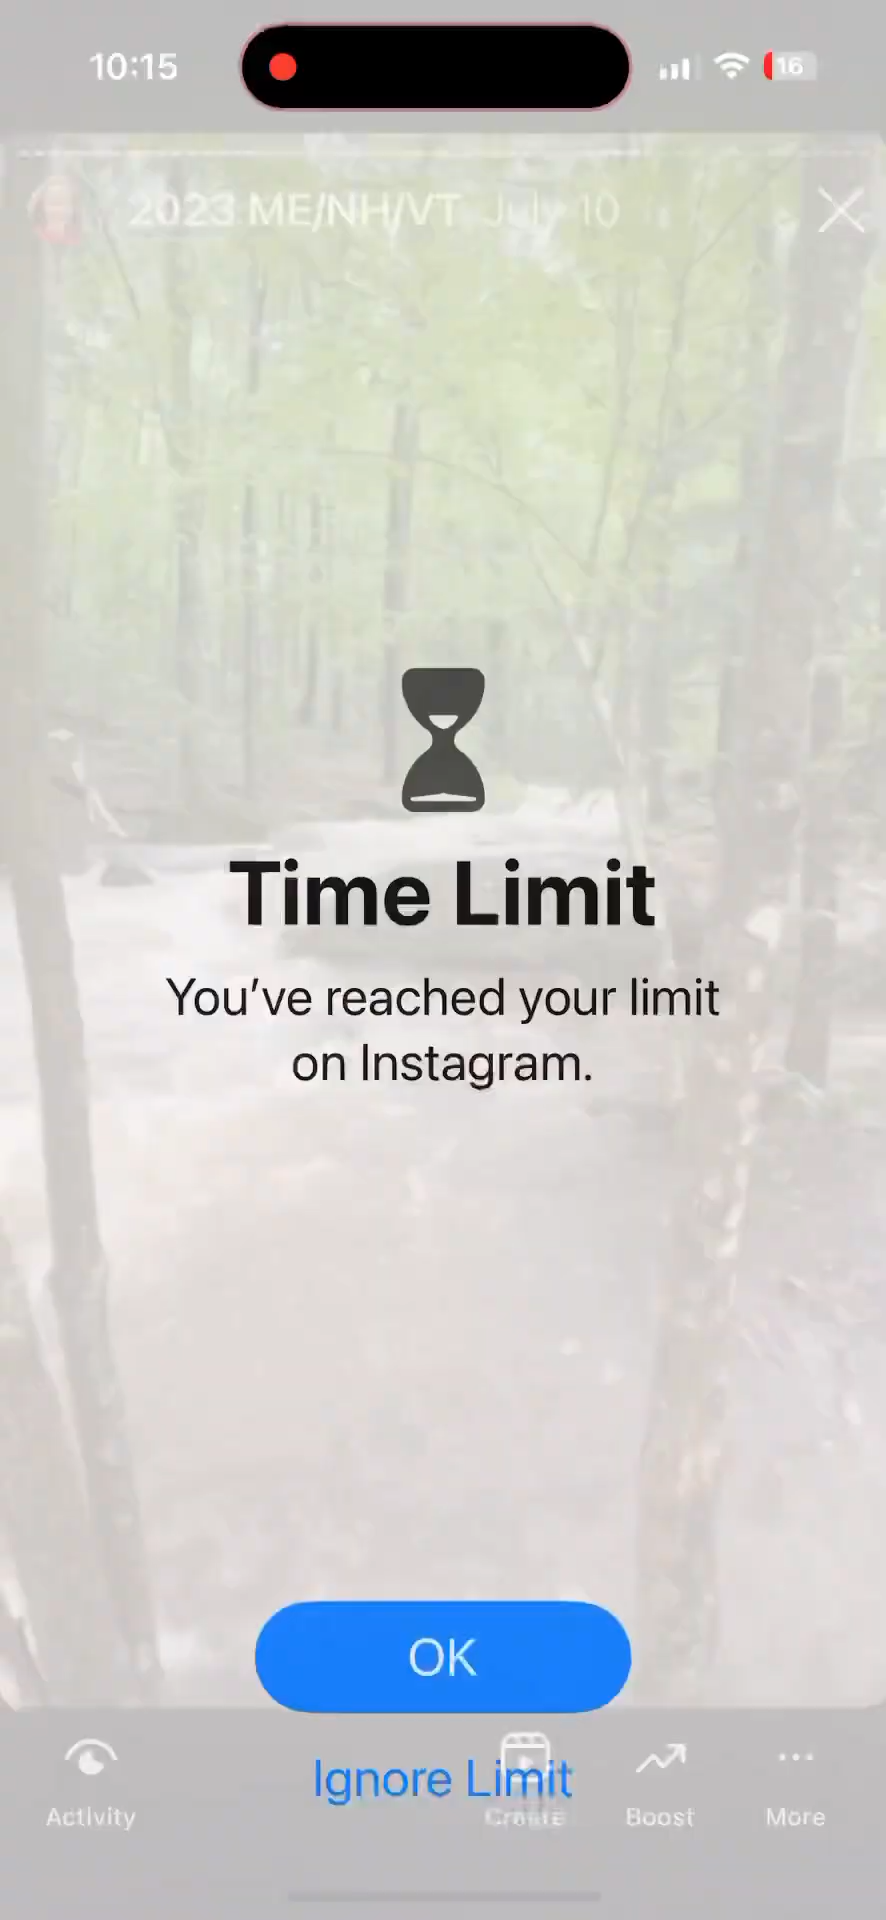 10:15
16
2023 ME/NH/VT July 10
Time Limit
You’ve reached your limit
on Instagram.
OK
Ignore Limit
Activity
Create
Boost
More